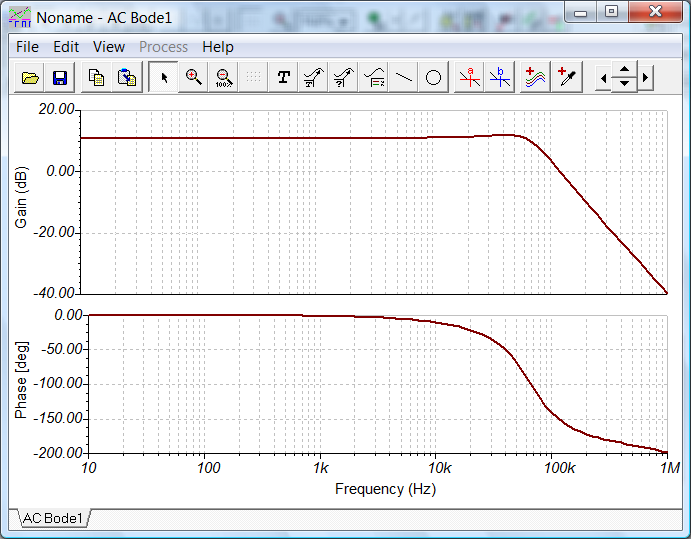 Noname - AC Bode1
File Edit View Process Help
100%
T
T
?
a
b
20.00
0.00
-20.00
-40.00
Gain (dB)
0.00
-50.00
-100.00
-150.00
-200.00
Phase [deg]
10 100 1k 10k 100k 1M
Frequency (Hz)
AC Bode1